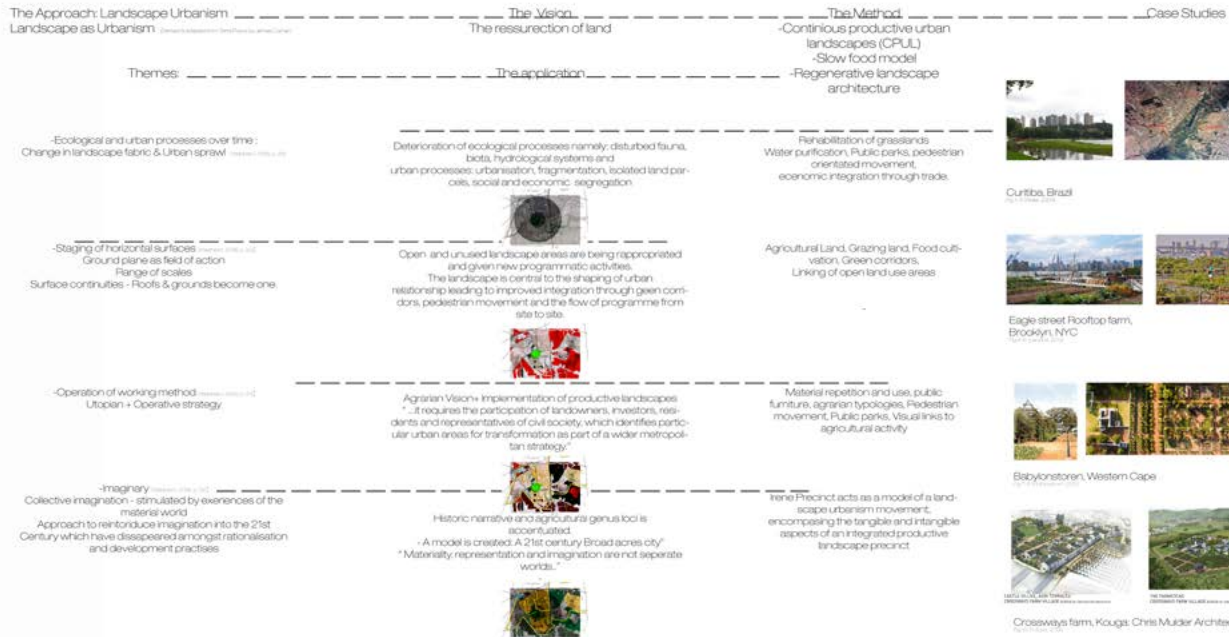 The Approach: Landscape Urbanism
Landscape as Urbanism
The Vision
The ressurection of land
The Method
-Continious productive urban
landscapes (CPUL)
-Slow food model
-Regenerative landscape
architecture
Case Studies
Themes:
The application
-Ecological and urban processes over time :
Change in landscape fabric & Urban sprawl
Deterioration of ecological processes namely: disturbed fauna,
biota, hydrological systems and
urban processes: urbanisation, fragmentation, isolated land par-
cels, social and economic segregation
Rehabilitation of grasslands
Water purification, Public parks, pedestrian
orientated movement,
economic integration through trade.
Curitba, Brazil
-Staging of horizontal surfaces
Ground plane as field of action
Range of scales
Surface continuities - Roofs & grounds become one.
Open and unused landscape areas are being rappropriated
and given new programmatic activities.
The landscape is central to the shaping of urban
relationship leading to improved integration through geen corri-
dors, pedestrian movement and the flow of programme from
site to site.
Agricultural Land, Grazing land, Food culti-
vation, Green corridors,
Linking of open land use areas
Eagle street Rooftop farm,
Brooklyn, NYC
-Operation of working method
Utopian + Operative strategy
Agrarian Vision+ Implementation of productive landscapes
" ...it requires the participation of landowners, investors, resi-
dents and representatives of civil society, which identifies partic-
ular urban areas for transformation as part of a wider metropoli-
tan strategy."
Material repetition and use, public
furniture, agrarian typologies, Pedestrian
movement, Public parks, Visual links to
agricultural activity
Babylonstoren, Western Cape
-Imaginary
Collective imagination - stimulated by exeriences of the
material world
Approach to reintorduce imagination into the 21st
Century which have dissapeared amongst rationalisation
and development practises
Historic narrative and agricultural genus loci is
accentuated
- A model is created: A 21st century Broad acres city"
" Materiality, representation and imagination are not seperate
worlds.."
Irene Precinct acts as a model of a land-
scape urbanism movement,
encompasing the tangible and intangible
aspects of an integrated productive
landscape precinct
Crossways farm, Kouga: Chris Mulder Archite